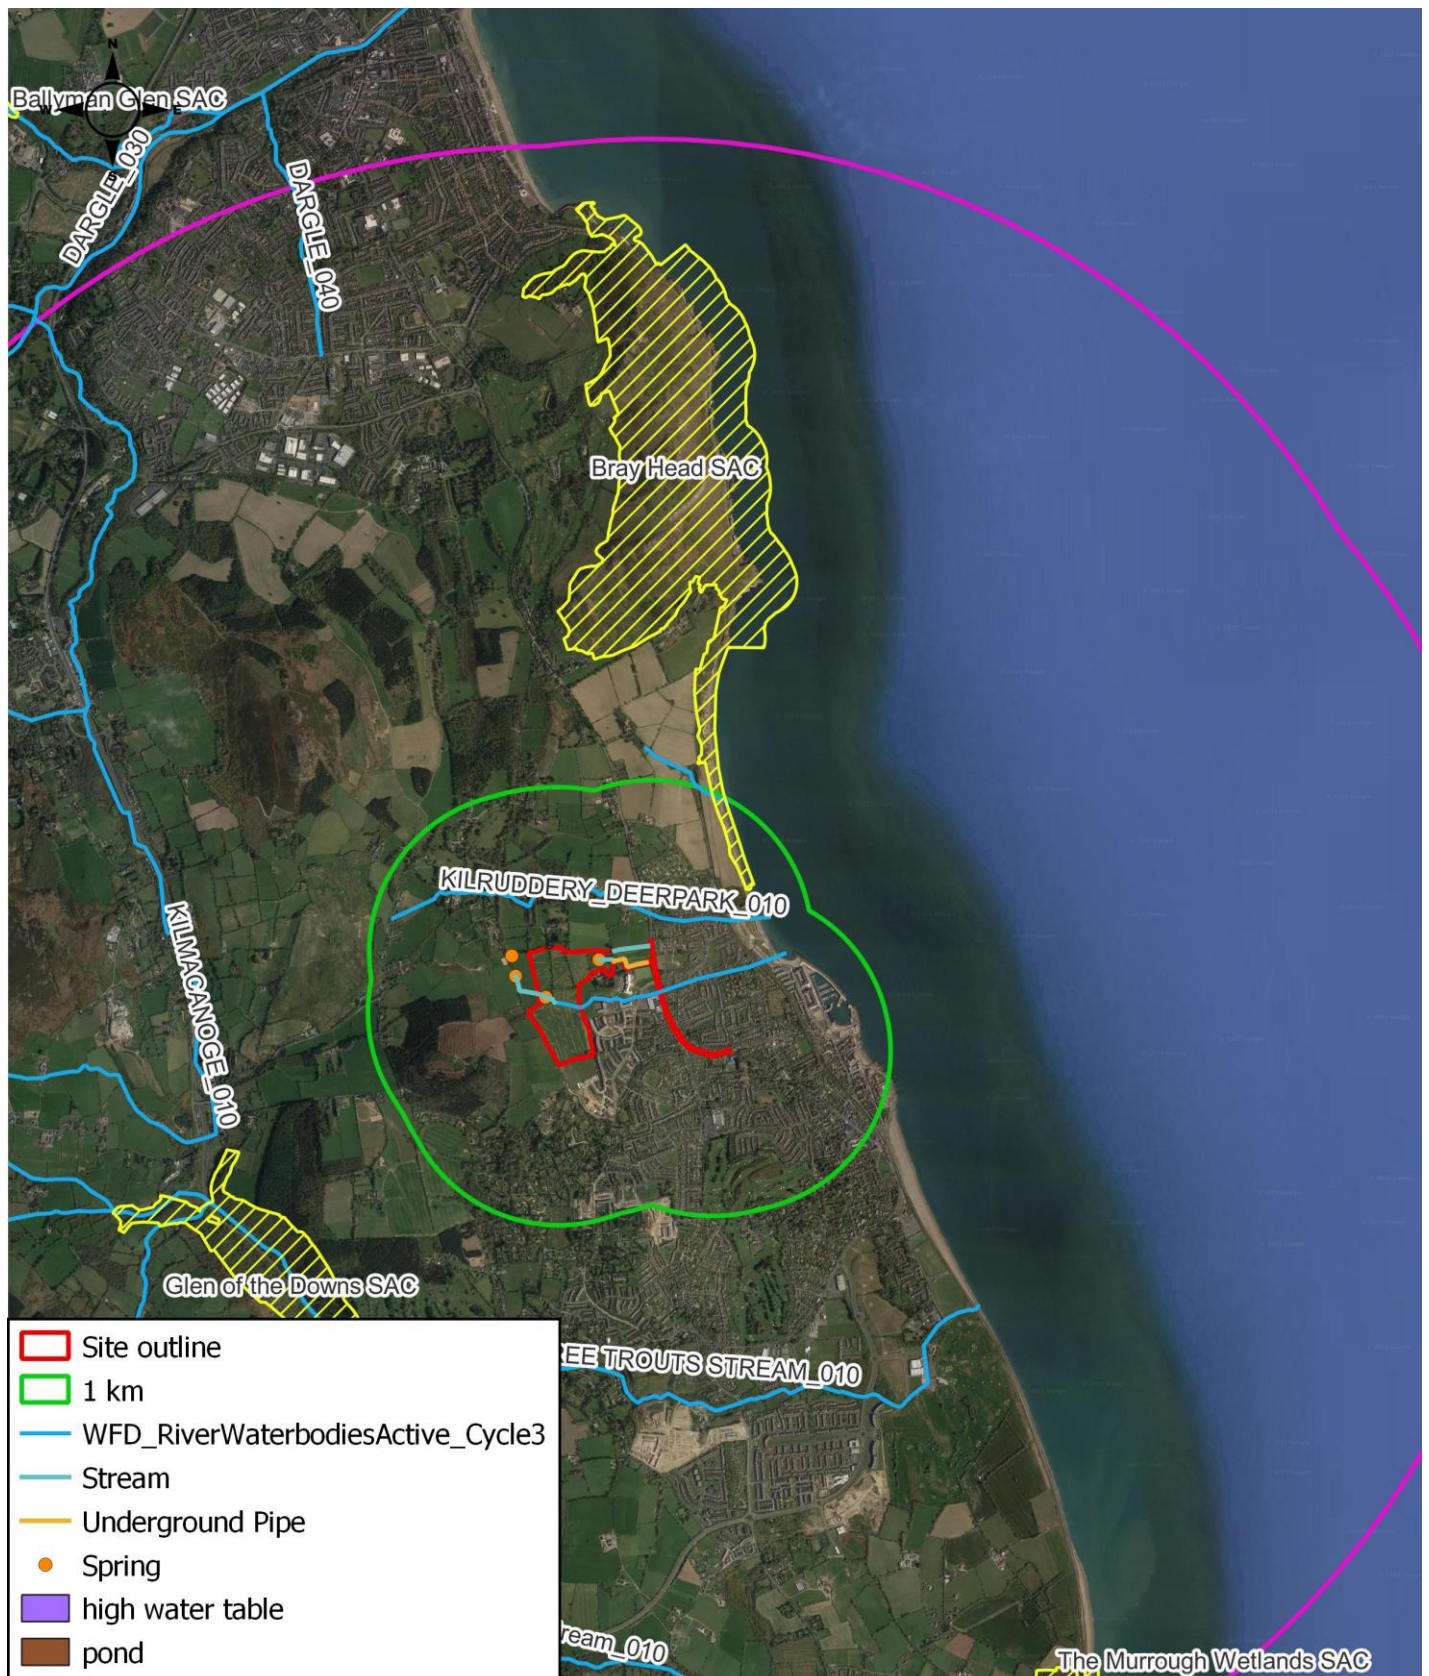 N
Ballyman Glen SAC
W
E
S
DARGLE_030
DARGLE_040
Bray Head SAC
KILRUDDERY_DEERPARK_010
KILMACANOGE_010
Glen of the Downs SAC
Site outline
1 km
WFD_RiverWaterbodiesActive_Cycle3
Stream
Underground Pipe
Spring
high water table
pond
EE TROUTS STREAM_010
ream_010
The Murrough Wetlands SAC